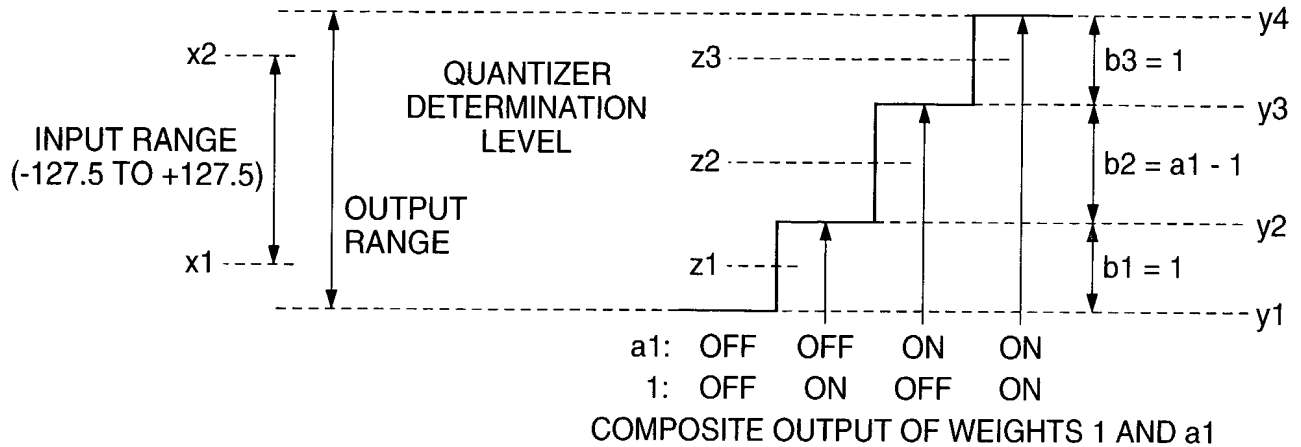 y4
x2
z3
b3 = 1
QUANTIZER
DETERMINATION
LEVEL
y3
INPUT RANGE
(-127.5 TO +127.5)
z2
b2 = a1 - 1
OUTPUT
RANGE
y2
x1
z1
b1 = 1
y1
a1: OFF OFF ON ON
1: OFF ON OFF ON
COMPOSITE OUTPUT OF WEIGHTS 1 AND a1